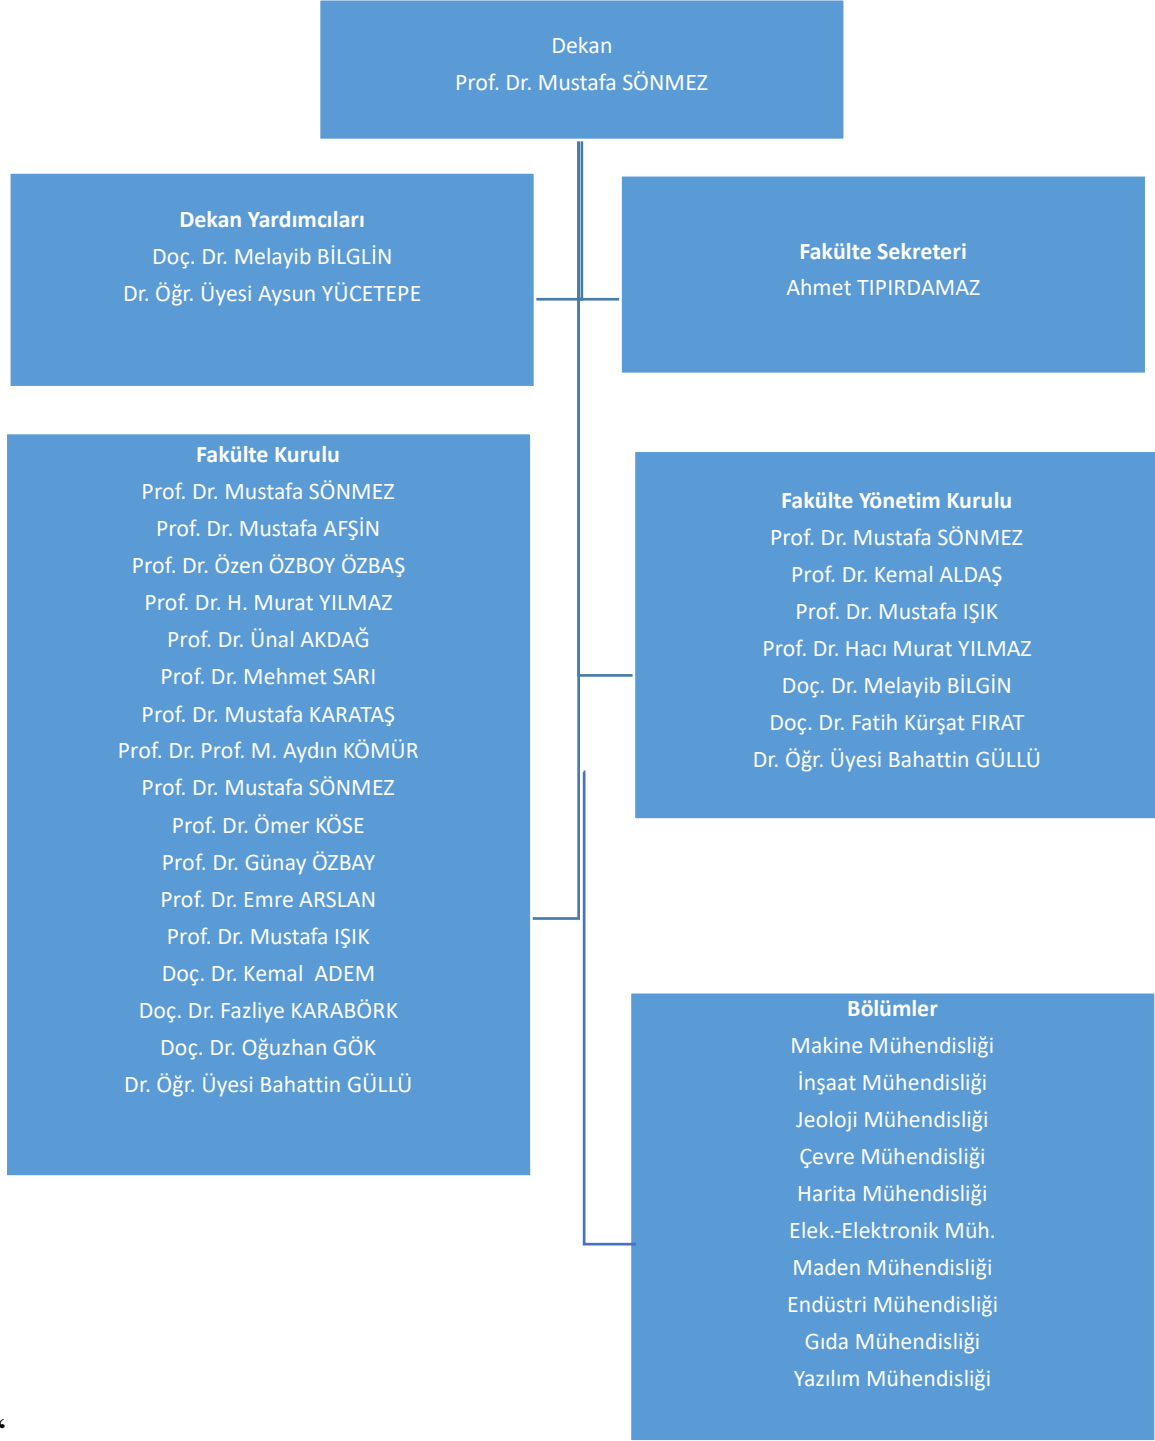 Dekan
Prof. Dr. Mustafa SÖNMEZ
Dekan Yardımcıları
Doç. Dr. Melayib BİLGLİN
Dr. Öğr. Üyesi Aysun YÜCETEPE
Fakülte Sekreteri
Ahmet TIPIRDAMAZ
Fakülte Kurulu
Prof. Dr. Mustafa SÖNMEZ
Prof. Dr. Mustafa AFŞİN
Prof. Dr. Özen ÖZBOY ÖZBAŞ
Prof. Dr. H. Murat YILMAZ
Prof. Dr. Ünal AKDAĞ
Prof. Dr. Mehmet SARI
Prof. Dr. Mustafa KARATAŞ
Prof. Dr. Prof. M. Aydın KÖMÜR
Prof. Dr. Mustafa SÖNMEZ
Prof. Dr. Ömer KÖSE
Prof. Dr. Günay ÖZBAY
Prof. Dr. Emre ARSLAN
Prof. Dr. Mustafa IŞIK
Doç. Dr. Kemal  ADEM
Doç. Dr. Fazliye KARABÖRK
Doç. Dr. Oğuzhan GÖK
Dr. Öğr. Üyesi Bahattin GÜLLÜ
Fakülte Yönetim Kurulu
Prof. Dr. Mustafa SÖNMEZ
Prof. Dr. Kemal ALDAŞ
Prof. Dr. Mustafa IŞIK
Prof. Dr. Hacı Murat YILMAZ
Doç. Dr. Melayib BİLGİN
Doç. Dr. Fatih Kürşat FIRAT
Dr. Öğr. Üyesi Bahattin GÜLLÜ
Bölümler
Makine Mühendisliği
İnşaat Mühendisliği
Jeoloji Mühendisliği
Çevre Mühendisliği
Harita Mühendisliği
Elek.-Elektronik Müh.
Maden Mühendisliği
Endüstri Mühendisliği
Gıda Mühendisliği
Yazılım Mühendisliği
“